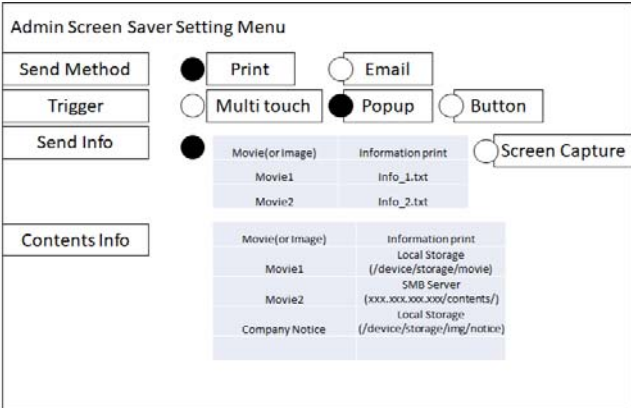 Admin Screen Saver Setting Menu
Send Method Print Email
Trigger Multi touch Popup Button
Send Info Screen Capture
Movie(or Image) Information print
Movie1 Info_1.txt
Movie2 Info_2.txt
Contents Info
Movie(or Image) Information print
Movie1 Local Storage
(/device/storage/movie)
Movie2 SMB Server
(xxx.xxx.xxx.xxx/contents/)
Company Notice Local Storage
(/device/storage/img/notice)